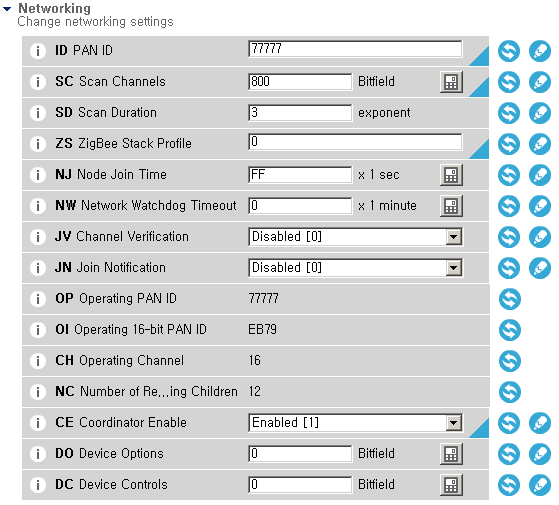 Networking
Change networking settings
i ID PAN ID 77777
i SC Scan Channels 800 Bitfield
i SD Scan Duration 3 exponent
i ZS ZigBee Stack Profile 0
i NJ Node Join Time FF x 1 sec
i NW Network Watchdog Timeout 0 x 1 minute
i JV Channel Verification Disabled [0]
i JN Join Notification Disabled [0]
i OP Operating PAN ID 77777
i OI Operating 16-bit PAN ID EB79
i CH Operating Channel 16
i NC Number of Re...ing Children 12
i CE Coordinator Enable Enabled [1]
i DO Device Options 0 Bitfield
i DC Device Controls 0 Bitfield